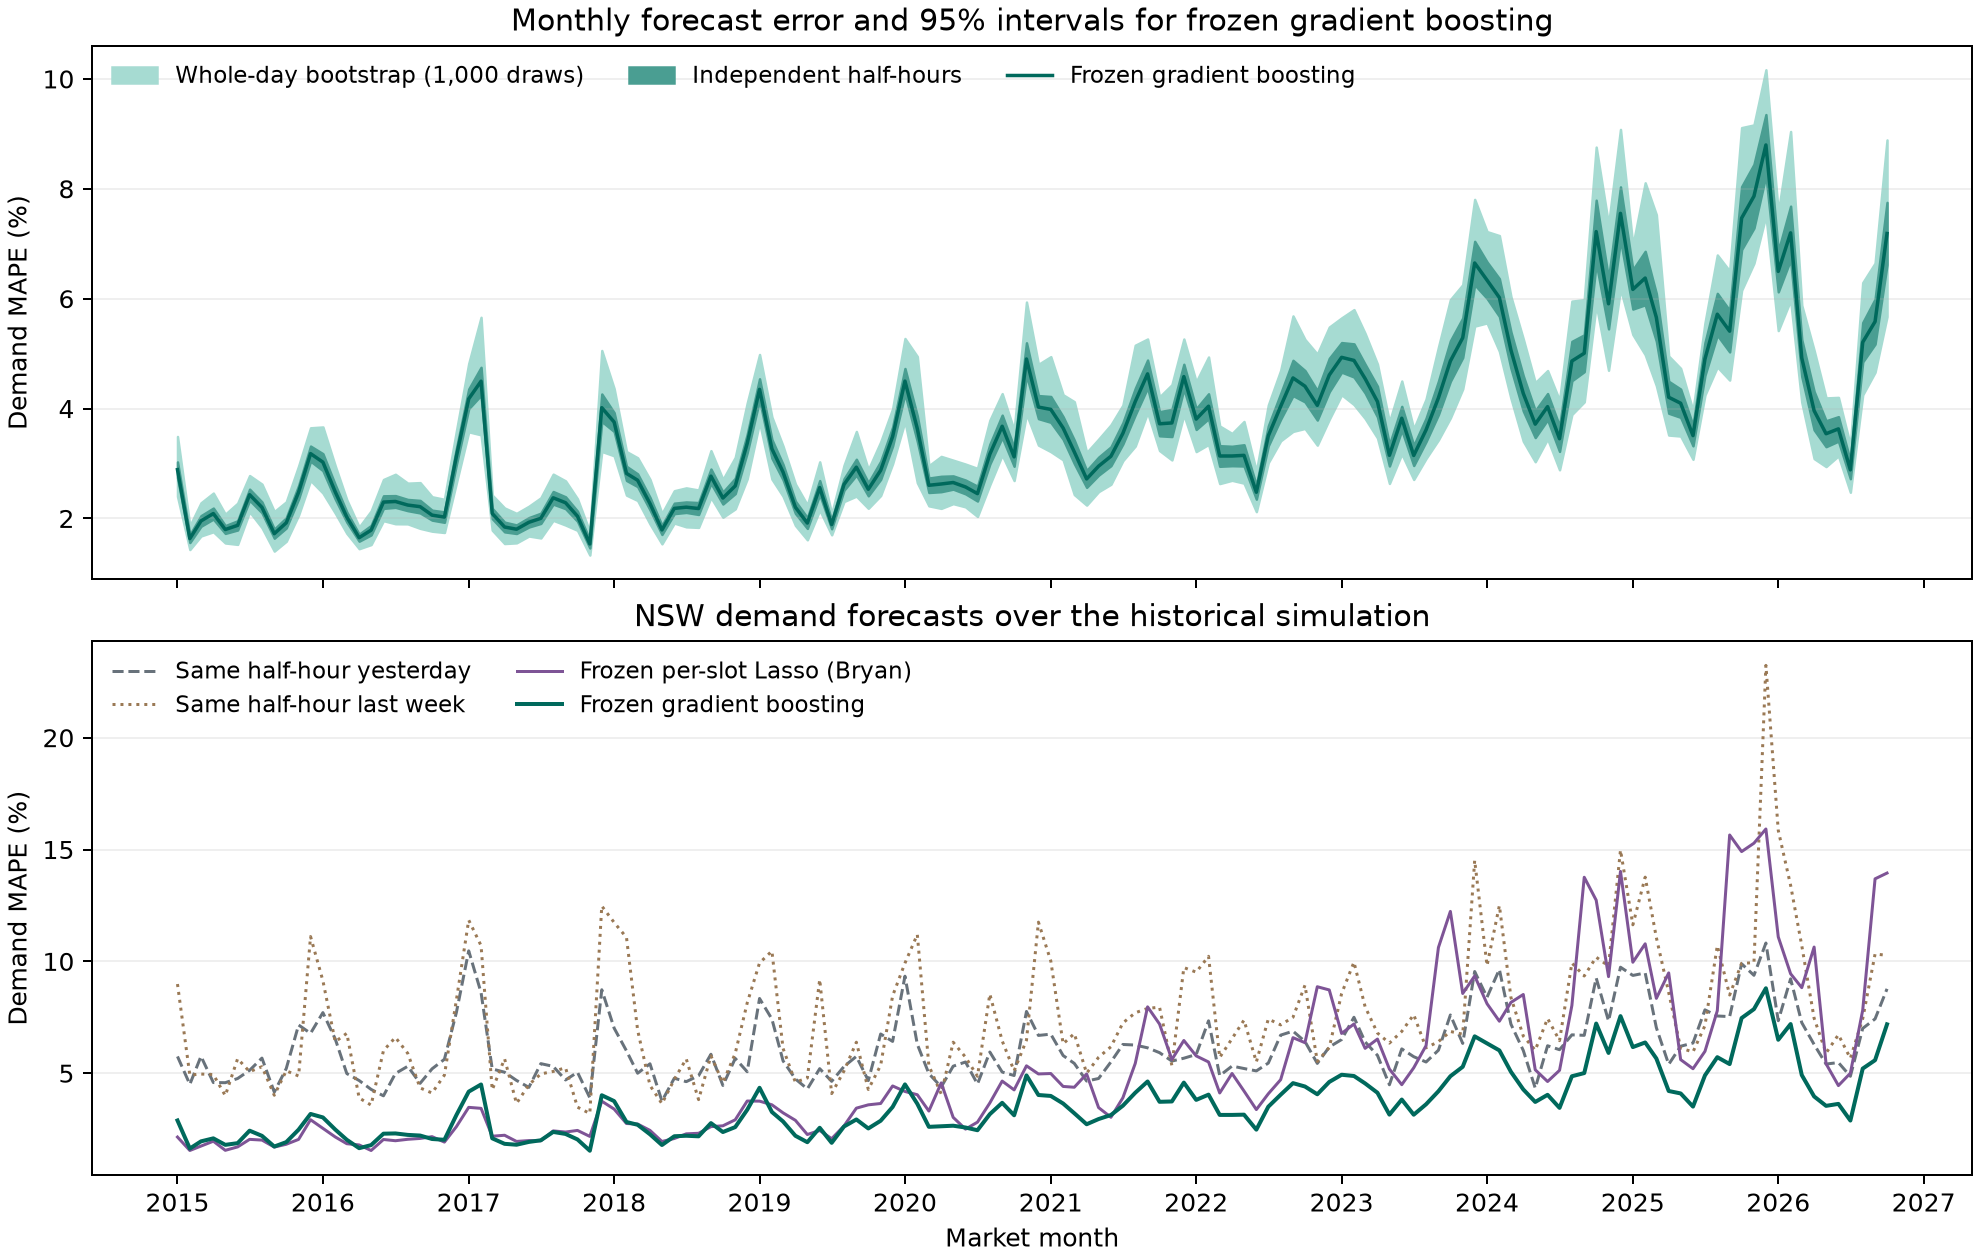 Monthly forecast error and 95% intervals for frozen gradient boosting
Whole-day bootstrap (1,000 draws)
Independent half-hours
Frozen gradient boosting
Demand MAPE (%)
10
8
6
4
2
NSW demand forecasts over the historical simulation
Same half-hour yesterday
Same half-hour last week
Frozen per-slot Lasso (Bryan)
Frozen gradient boosting
Demand MAPE (%)
20
15
10
5
2015 2016 2017 2018 2019 2020 2021 2022 2023 2024 2025 2026 2027
Market month